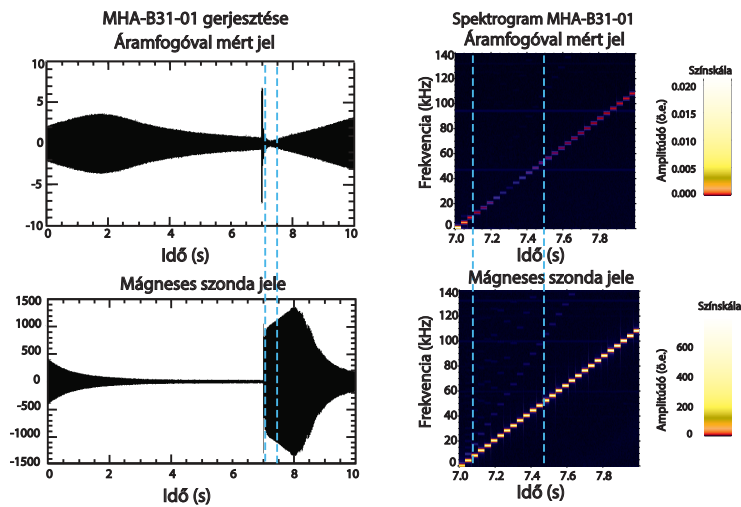 MHA-B31-01 gerjesztése
Áramfogóval mért jel
10
5
0
-5
-10
0 2 4 6 8 10
Idő (s)
Spektrogram MHA-B31-01
Áramfogóval mért jel
Frekvencia (kHz)
140
120
100
80
60
40
20
0
7.0 7.2 7.4 7.6 7.8
Idő (s)
Színskála
Amplítúdó (ö.e.)
0.020
0.015
0.010
0.005
0.000
Mágneses szonda jele
1500
1000
500
0
-500
-1000
-1500
0 2 4 6 8 10
Idő (s)
Mágneses szonda jele
Frekvencia (kHz)
140
120
100
80
60
40
20
0
7.0 7.2 7.4 7.6 7.8
Idő (s)
Színskála
Amplítúdó (ö.e.)
600
400
200
0